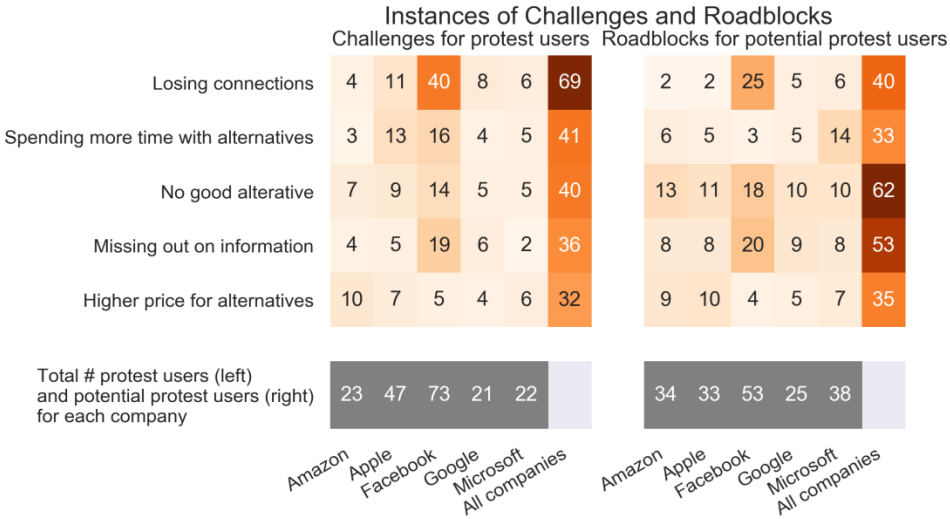 Instances of Challenges and Roadblocks
Challenges for protest users Roadblocks for potential protest users
Losing connections 4 11 40 8 6 69 2 2 25 5 6 40
Spending more time with alternatives 3 13 16 4 5 41 6 5 3 5 14 33
No good alterative 7 9 14 5 5 40 13 11 18 10 10 62
Missing out on information 4 5 19 6 2 36 8 8 20 9 8 53
Higher price for alternatives 10 7 5 4 6 32 9 10 4 5 7 35
Total # protest users (left)
and potential protest users (right) 23 47 73 21 22 34 33 53 25 38
for each company
Amazon Apple Facebook Google Microsoft All companies Amazon Apple Facebook Google Microsoft All companies